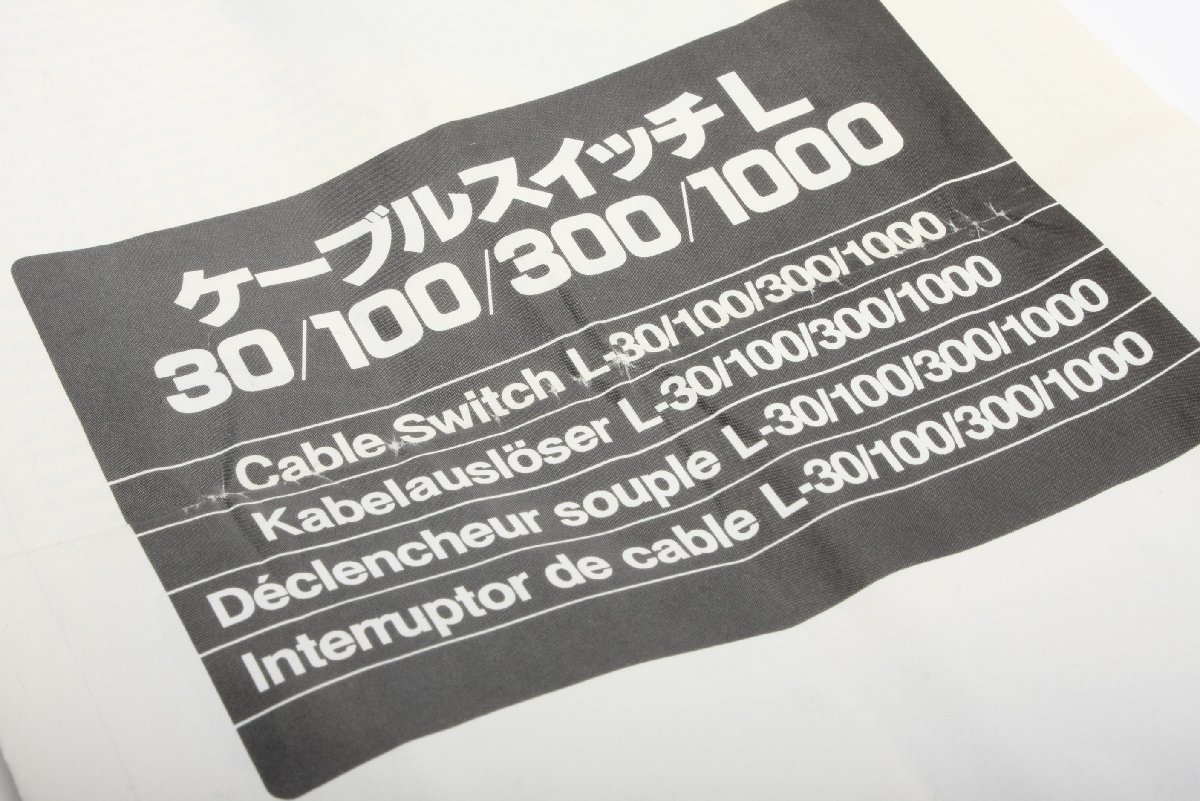 ケーブルスイッチL
30/100/300/1000
Cable Switch L-30/100/300/1000
Kabelauslöser L-30/100/300/1000
Déclencheur souple L-30/100/300/1000
Interruptor de cable L-30/100/300/1000